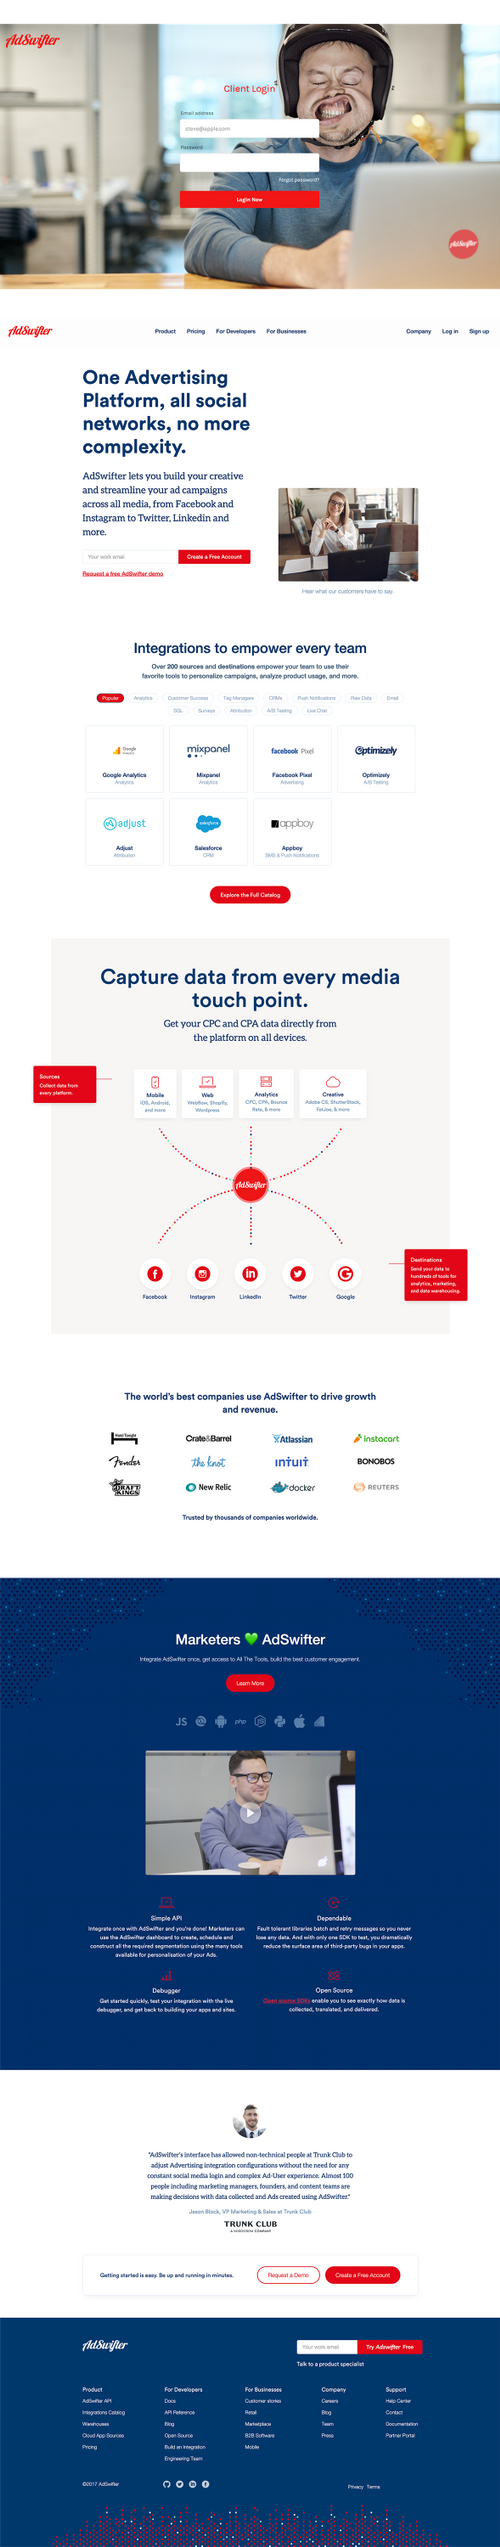 AdSwifter
Client Login
Email address
steve@apple.com
Password
Forgot password?
Login Now
AdSwifter
AdSwifter
Product Pricing For Developers For Businesses Company Log in Sign up
One Advertising
Platform, all social
networks, no more
complexity.
AdSwifter lets you build your creative
and streamline your ad campaigns
across all media, from Facebook and
Instagram to Twitter, Linkedin and
more.
Your work email Create a Free Account
Request a free AdSwifter demo
Hear what our customers have to say.
Integrations to empower every team
Over 200 sources and destinations empower your team to use their
favorite tools to personalize campaigns, analyze product usage, and more.
Popular Analytics Customer Success Tag Managers CRMs Push Notifications Raw Data Email
SQL Surveys Attribution A/B Testing Live Chat
Google Analytics mixpanel facebook Pixel Optimizely
Google Analytics Mixpanel Facebook Pixel Optimizely
Analytics Analytics Advertising A/B Testing
adjust salesforce appboy
Adjust Salesforce Appboy
Attribution CRM SMS & Push Notifications
Explore the Full Catalog
Capture data from every media
touch point.
Get your CPC and CPA data directly from
the platform on all devices.
Sources
Collect data from
every platform.
Mobile
iOS, Android,
and more
Web
Webflow, Shopify,
Wordpress
Analytics
CPC, CPA, Bounce
Rate, & more
Creative
Adobe CS, ShutterStock,
FatJoe, & more
AdSwifter
Destinations
Send your data to
hundreds of tools for
analytics, marketing,
and data warehousing.
Facebook Instagram LinkedIn Twitter Google
The world's best companies use AdSwifter to drive growth
and revenue.
Hotel Tonight Crate&Barrel Atlassian instacart
Fender the knot intuit BONOBOS
DRAFT KINGS New Relic docker REUTERS
Trusted by thousands of companies worldwide.
Marketers 💚 AdSwifter
Integrate AdSwifter once, get access to All The Tools, build the best customer engagement.
Learn More
JS php JS
Simple API
Integrate once with AdSwifter and you're done! Marketers can
use the AdSwifter dashboard to create, schedule and
construct all the required segmentation using the many tools
available for personalisation of your Ads.
Dependable
Fault tolerant libraries batch and retry messages so you never
lose any data. And with only one SDK to test, you dramatically
reduce the surface area of third-party bugs in your apps.
Debugger
Get started quickly, test your integration with the live
debugger, and get back to building your apps and sites.
Open Source
Open source SDKs enable you to see exactly how data is
collected, translated, and delivered.
"AdSwifter's interface has allowed non-technical people at Trunk Club to
adjust Advertising integration configurations without the need for any
constant social media login and complex Ad-User experience. Almost 100
people including marketing managers, founders, and content teams are
making decisions with data collected and Ads created using AdSwifter."
Jason Black, VP Marketing & Sales at Trunk Club
TRUNK CLUB
A NORDSTROM COMPANY
Getting started is easy. Be up and running in minutes. Request a Demo Create a Free Account
AdSwifter
Your work email Try Adswifter Free
Talk to a product specialist
Product For Developers For Businesses Company Support
AdSwifter API Docs Customer stories Careers Help Center
Integrations Catalog API Reference Retail Blog Contact
Warehouses Blog Marketplace Team Documentation
Cloud App Sources Open Source B2B Software Press Partner Portal
Pricing Build an Integration Mobile
Engineering Team
©2017 AdSwifter
Privacy Terms